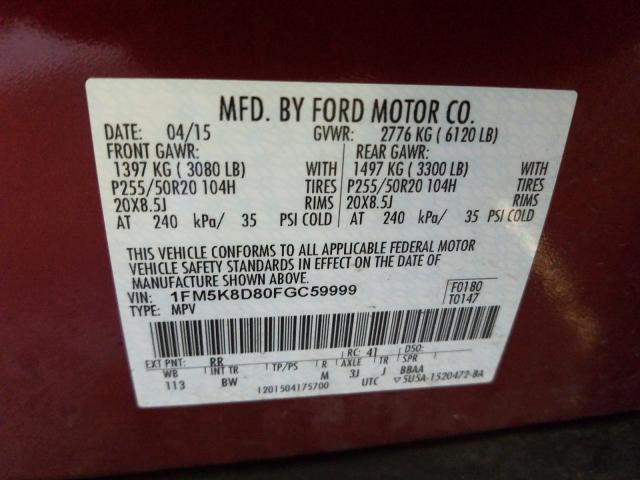 MFD. BY FORD MOTOR CO.
DATE: 04/15 GVWR: 2776 KG ( 6120 LB)
FRONT GAWR: REAR GAWR:
1397 KG ( 3080 LB) WITH 1497 KG ( 3300 LB) WITH
P255/50R20 104H TIRES P255/50R20 104H TIRES
20X8.5J RIMS 20X8.5J RIMS
AT 240 kPa/ 35 PSI COLD AT 240 kPa/ 35 PSI COLD
THIS VEHICLE CONFORMS TO ALL APPLICABLE FEDERAL MOTOR
VEHICLE SAFETY STANDARDS IN EFFECT ON THE DATE OF
MANUFACTURE SHOWN ABOVE.
VIN: 1FM5K8D80FGC59999 F0180
TYPE: MPV T0147
EXT PNT: RR RC: 41 DSO:
WB INT TR TP/PS R AXLE TR SPR
113 BW M 3J J BBAA
1201504175700 UTC ▽5U5A-1520472-BA